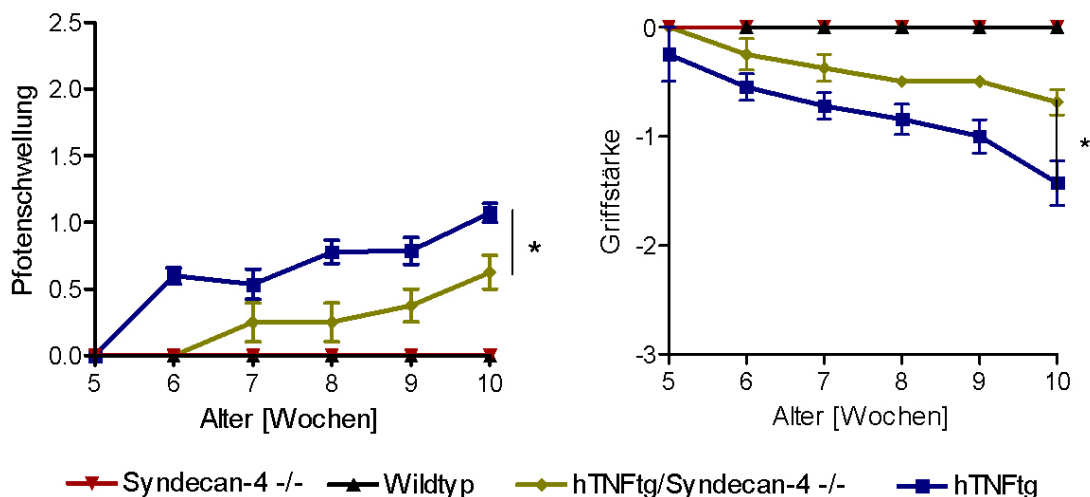 Pfotenschwellung
2.5
2.0
1.5
1.0
0.5
0.0
5 6 7 8 9 10
Alter [Wochen]
*
Griffstärke
0
-1
-2
-3
5 6 7 8 9 10
Alter [Wochen]
*
Syndecan-4 -/- Wildtyp hTNFtg/Syndecan-4 -/- hTNFtg